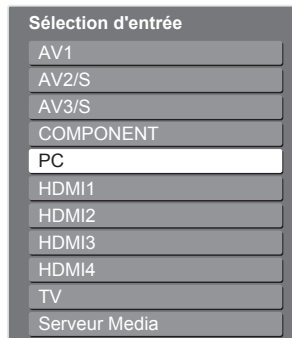 Sélection d'entrée
AV1
AV2/S
AV3/S
COMPONENT
PC
HDMI1
HDMI2
HDMI3
HDMI4
TV
Serveur Media